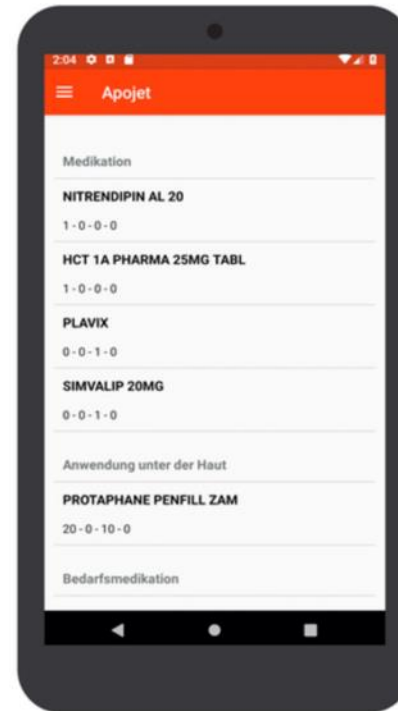 2:04
Apojet
Medikation
NITRENDIPIN AL 20
1 - 0 - 0 - 0
HCT 1A PHARMA 25MG TABL
1 - 0 - 0 - 0
PLAVIX
0 - 0 - 1 - 0
SIMVALIP 20MG
0 - 0 - 1 - 0
Anwendung unter der Haut
PROTAPHANE PENFILL ZAM
20 - 0 - 10 - 0
Bedarfsmedikation